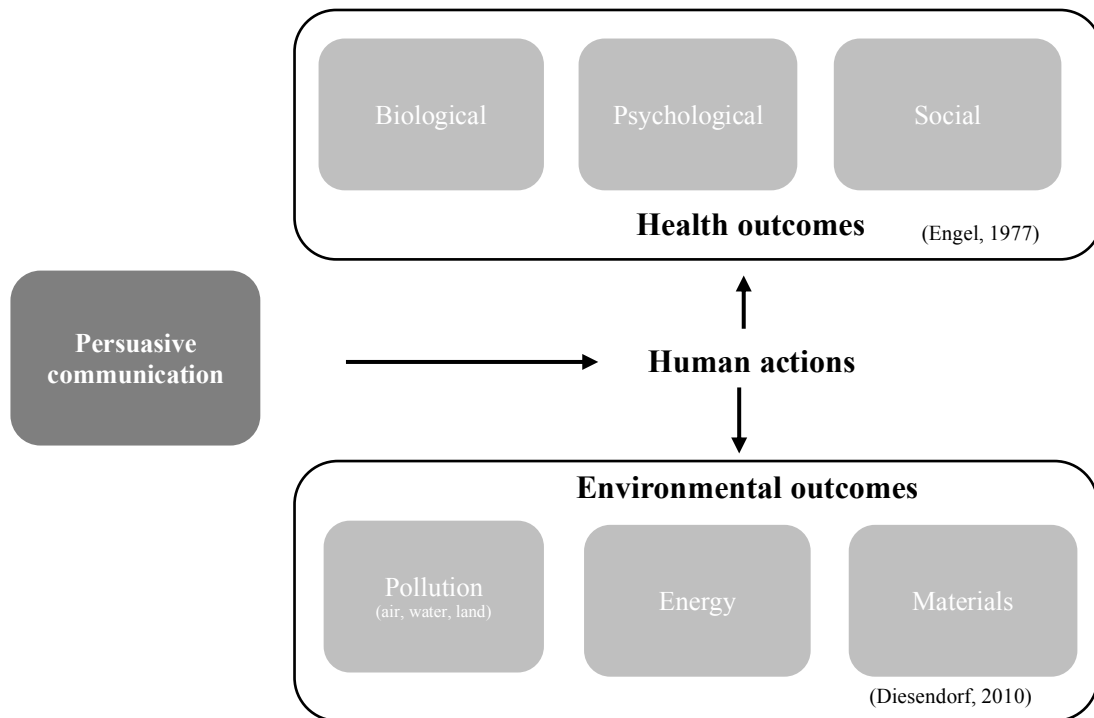 Biological
Psychological
Social
Health outcomes
(Engel, 1977)
Persuasive
communication
Human actions
Environmental outcomes
Pollution
(air, water, land)
Energy
Materials
(Diesendorf, 2010)